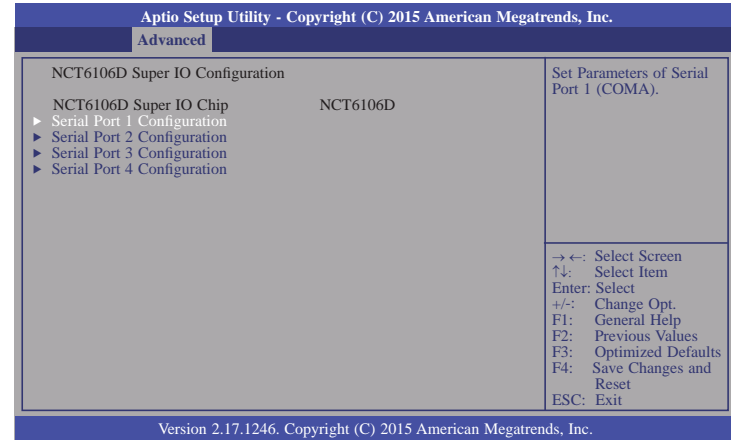 Aptio Setup Utility - Copyright (C) 2015 American Megatrends, Inc.
Advanced
NCT6106D Super IO Configuration
NCT6106D Super IO Chip NCT6106D
► Serial Port 1 Configuration
► Serial Port 2 Configuration
► Serial Port 3 Configuration
► Serial Port 4 Configuration
Set Parameters of Serial
Port 1 (COMA).
→←: Select Screen
↑↓: Select Item
Enter: Select
+/-: Change Opt.
F1: General Help
F2: Previous Values
F3: Optimized Defaults
F4: Save Changes and
Reset
ESC: Exit
Version 2.17.1246. Copyright (C) 2015 American Megatrends, Inc.